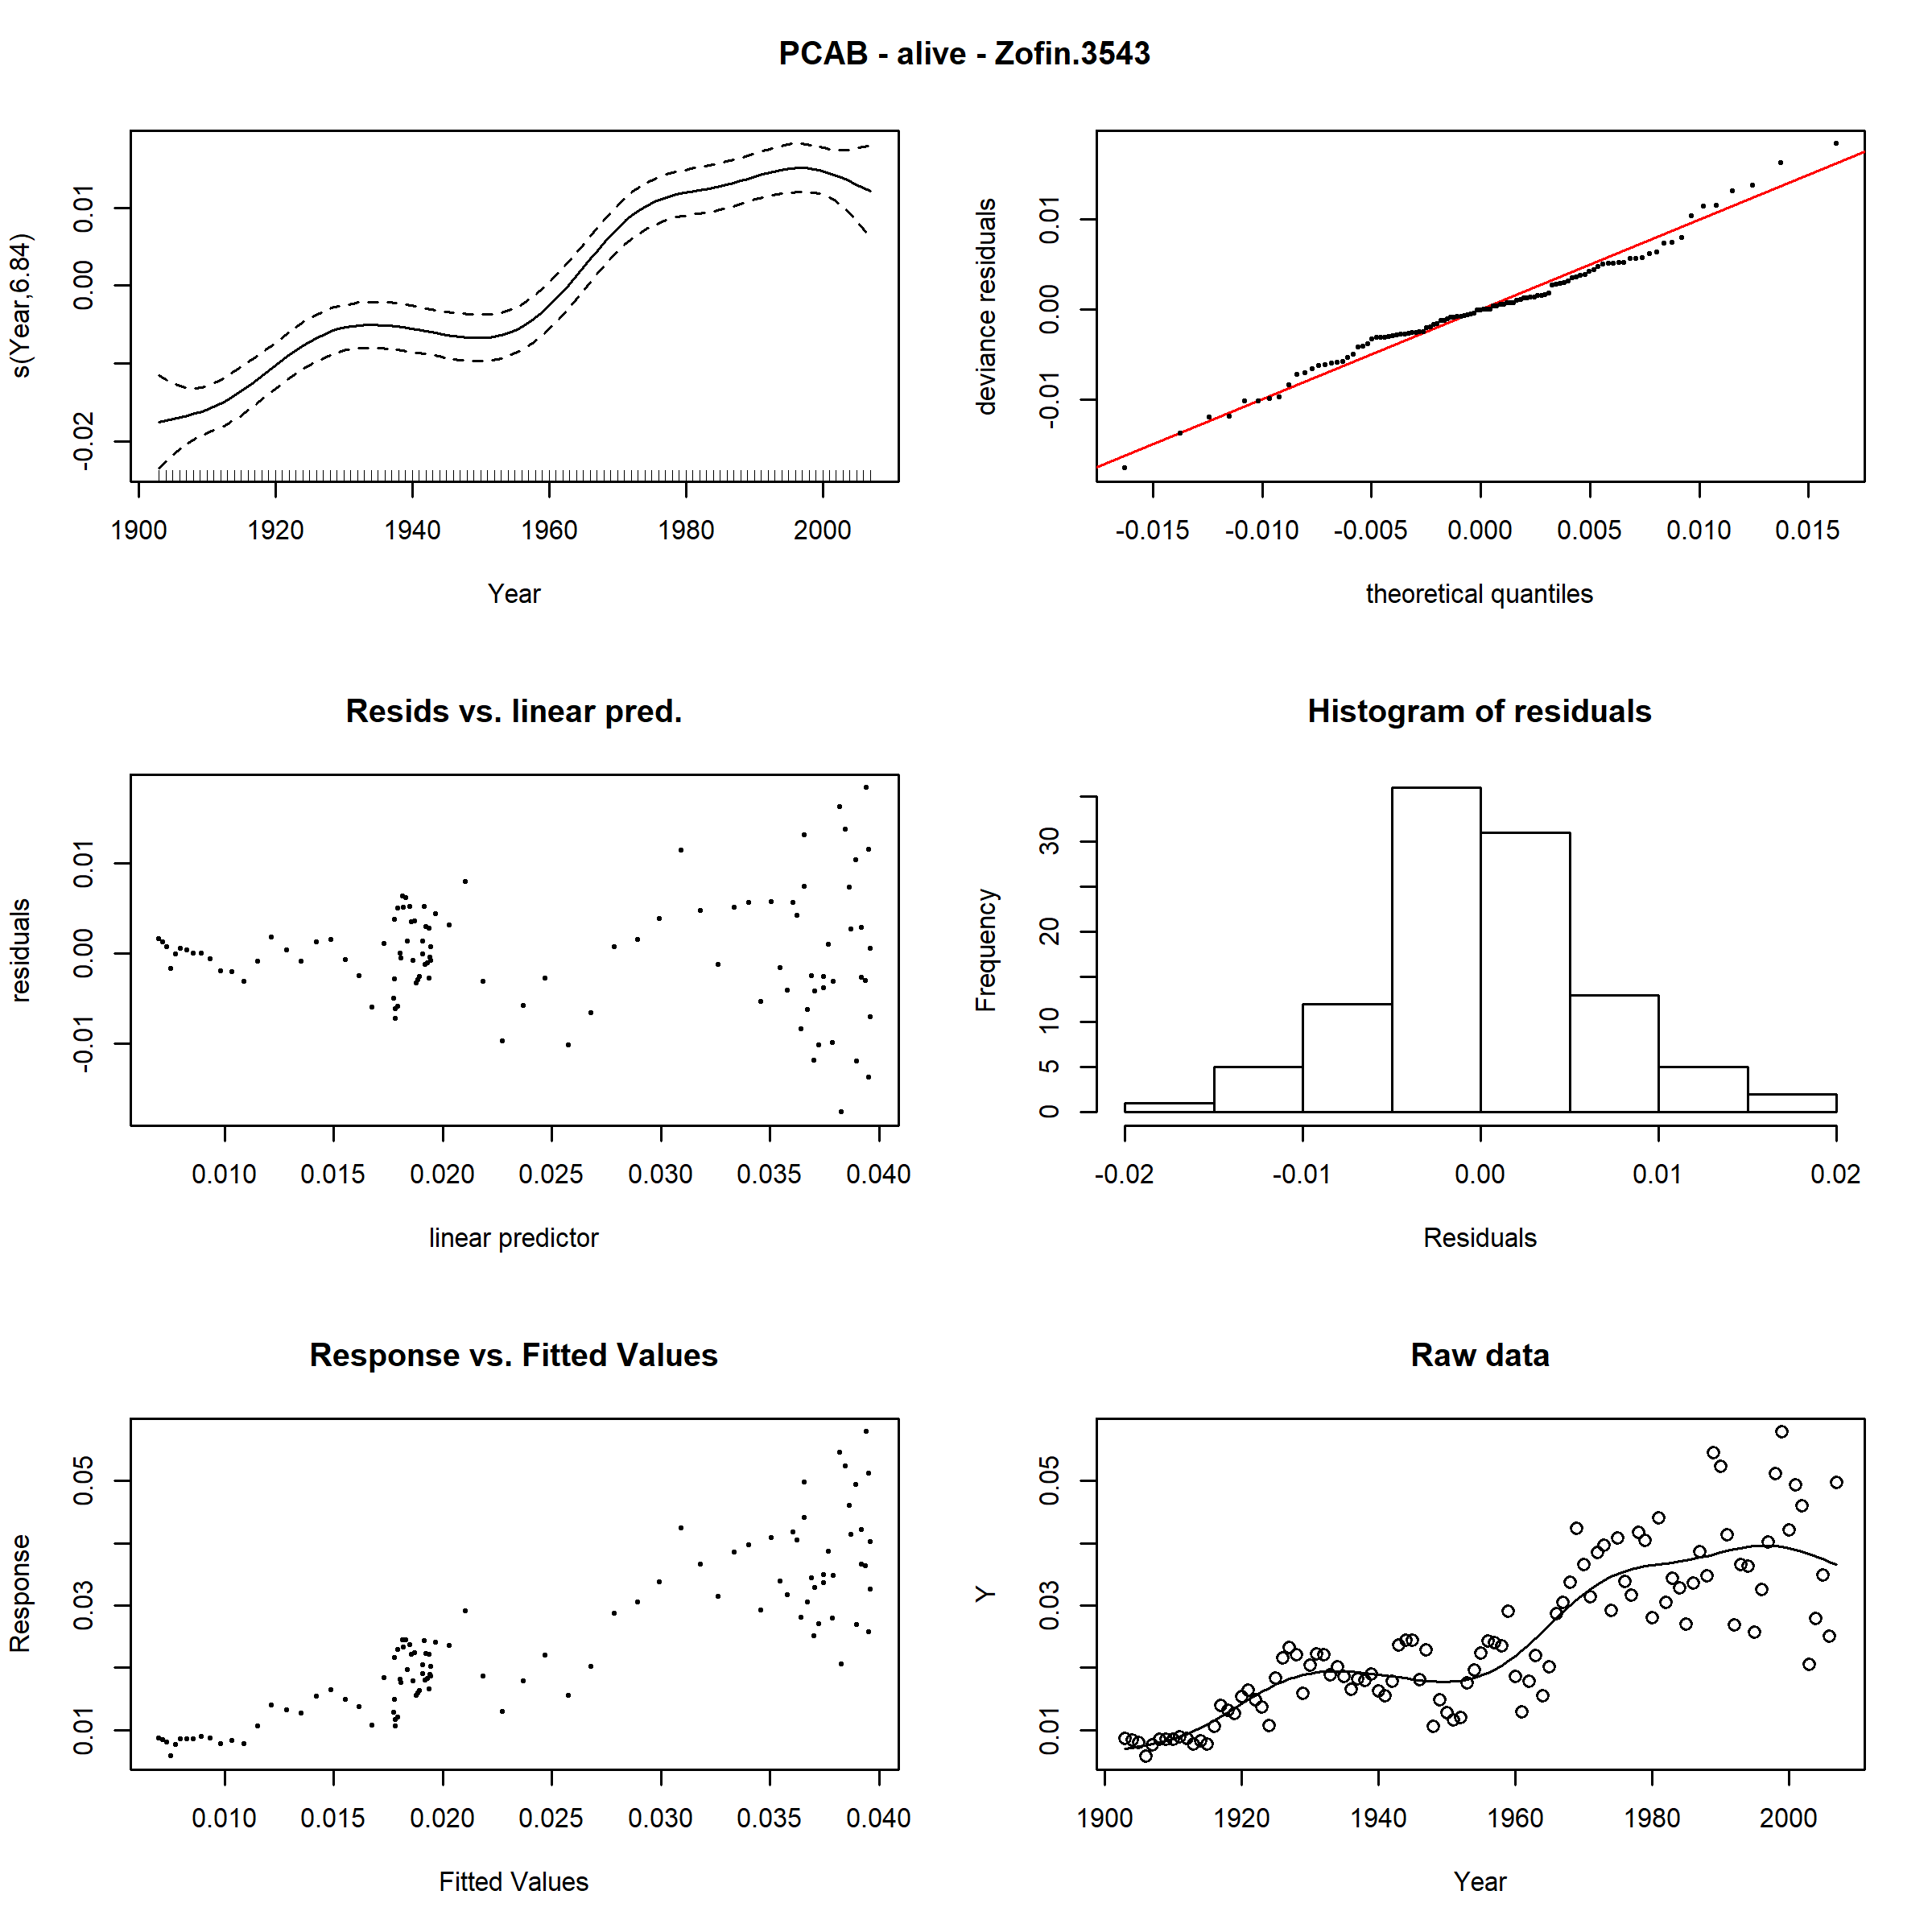 PCAB - alive - Zofin.3543
s(Year,6.84)
-0.02 0.00 0.01
1900 1920 1940 1960 1980 2000
Year
deviance residuals
-0.01 0.00 0.01
-0.015 -0.010 -0.005 0.000 0.005 0.010 0.015
theoretical quantiles
Resids vs. linear pred.
residuals
-0.01 0.00 0.01
0.010 0.015 0.020 0.025 0.030 0.035 0.040
linear predictor
Histogram of residuals
Frequency
0 5 10 20 30
-0.02 -0.01 0.00 0.01 0.02
Residuals
Response vs. Fitted Values
Response
0.01 0.03 0.05
0.010 0.015 0.020 0.025 0.030 0.035 0.040
Fitted Values
Raw data
Y
0.01 0.03 0.05
1900 1920 1940 1960 1980 2000
Year